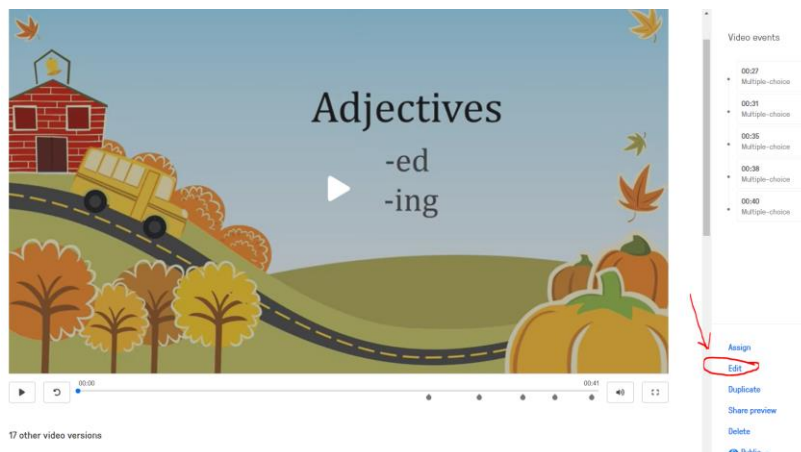 Adjectives
-ed
-ing
00:00
00:41
17 other video versions
Video events
00:27
Multiple-choice
00:31
Multiple-choice
00:35
Multiple-choice
00:38
Multiple-choice
00:40
Multiple-choice
Assign
Edit
Duplicate
Share preview
Delete
Public